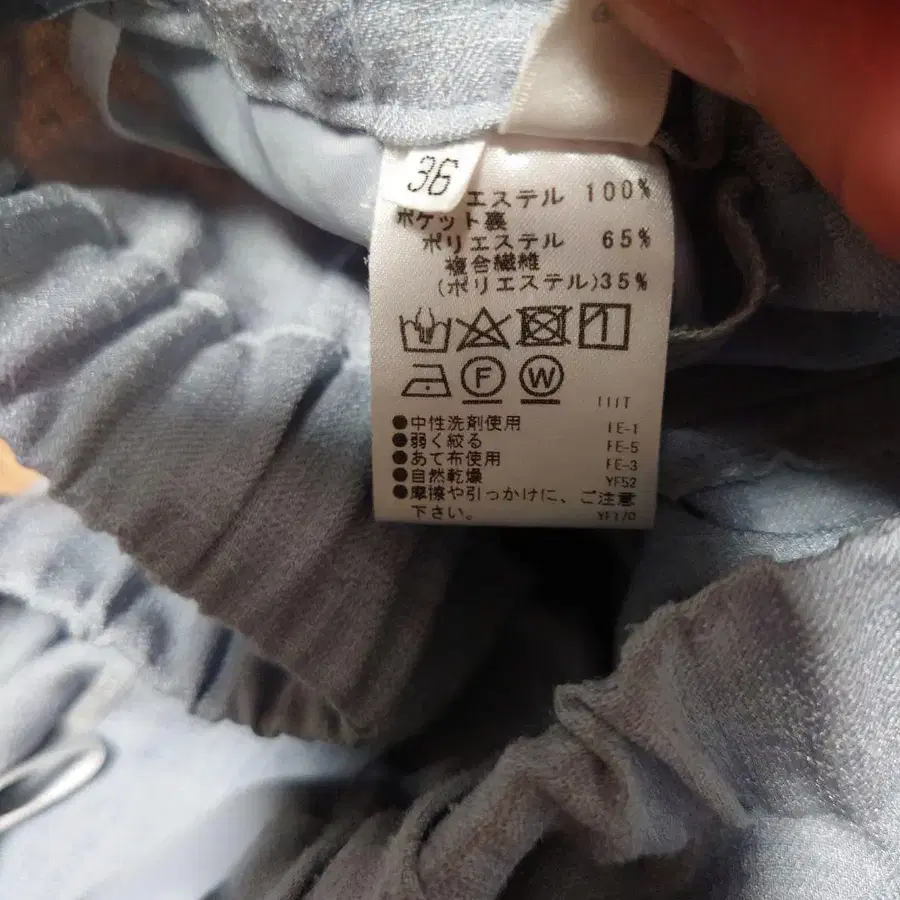 36
エステル 100%
ポケット裏
ポリエステル 65%
複合繊維
(ポリエステル)35%
F W
●中性洗剤使用 FE-1
●弱く絞る FE-5
●あて布使用 FE-3
●自然乾燥 YF52
●摩擦や引っかけに、ご注意
下さい。 YF170